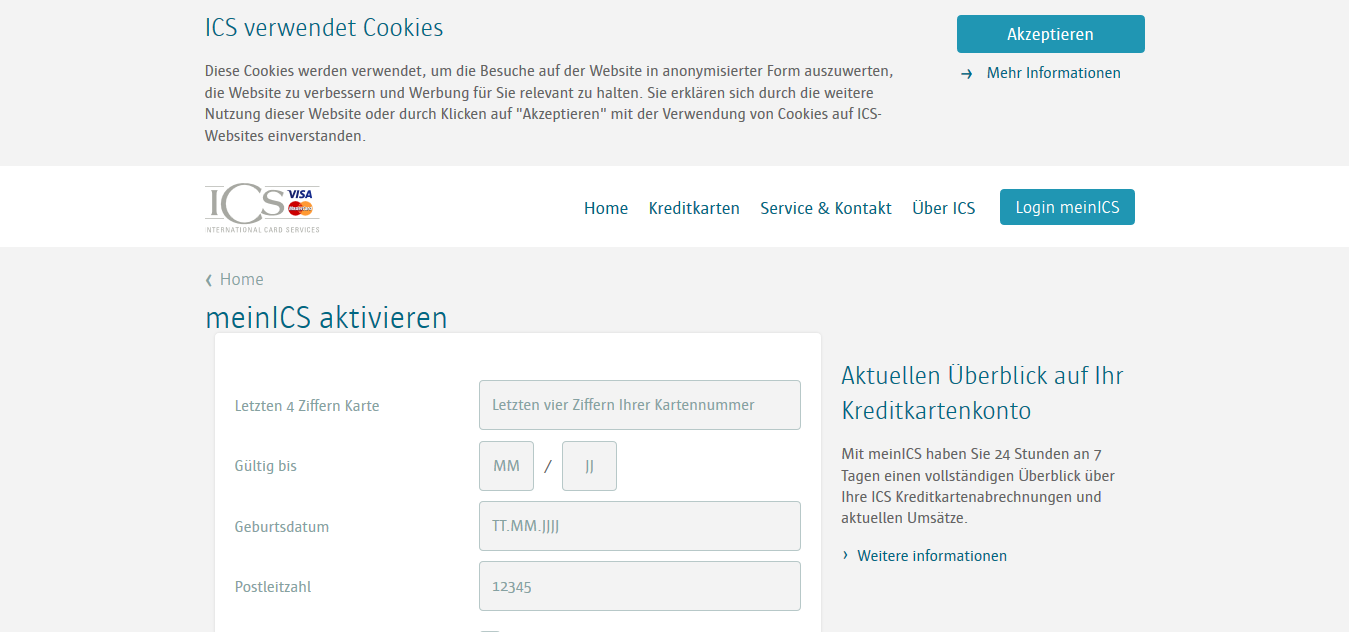 ICS verwendet Cookies
Akzeptieren
Diese Cookies werden verwendet, um die Besuche auf der Website in anonymisierter Form auszuwerten,
die Website zu verbessern und Werbung für Sie relevant zu halten. Sie erklären sich durch die weitere
Nutzung dieser Website oder durch Klicken auf "Akzeptieren" mit der Verwendung von Cookies auf ICS-
Websites einverstanden.
→ Mehr Informationen
ICS VISA MasterCard
INTERNATIONAL CARD SERVICES
Home Kreditkarten Service & Kontakt Über ICS Login meinICS
‹ Home
meinICS aktivieren
Letzten 4 Ziffern Karte Letzten vier Ziffern Ihrer Kartennummer
Gültig bis MM / JJ
Geburtsdatum TT.MM.JJJJ
Postleitzahl 12345
Aktuellen Überblick auf Ihr
Kreditkartenkonto
Mit meinICS haben Sie 24 Stunden an 7
Tagen einen vollständigen Überblick über
Ihre ICS Kreditkartenabrechnungen und
aktuellen Umsätze.
› Weitere informationen